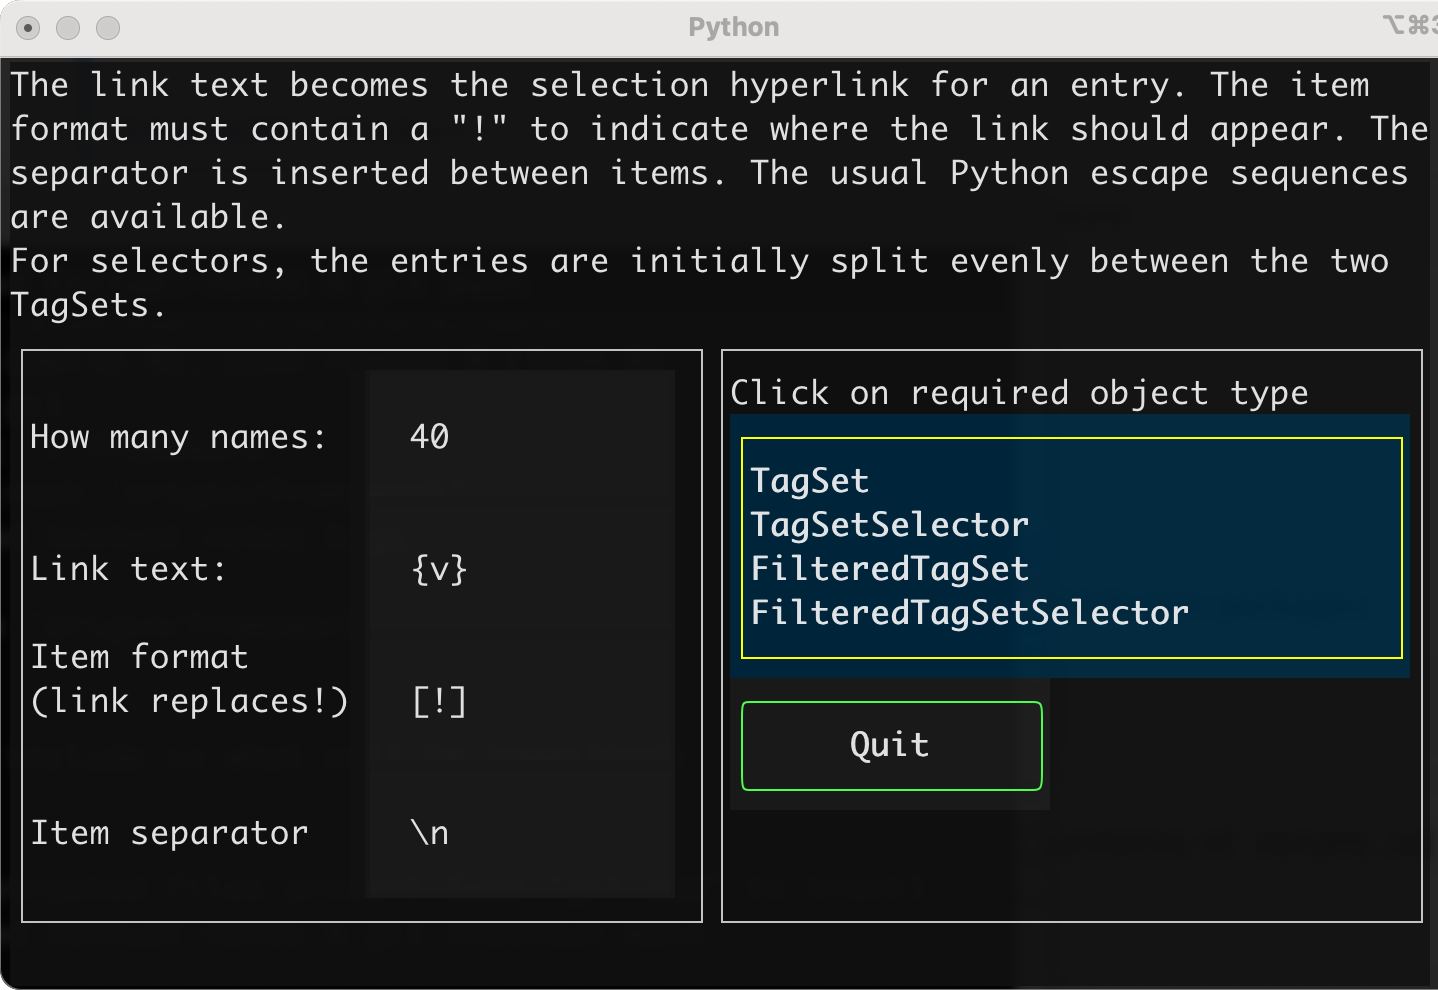 Python
The link text becomes the selection hyperlink for an entry. The item
format must contain a "!" to indicate where the link should appear. The
separator is inserted between items. The usual Python escape sequences
are available.
For selectors, the entries are initially split evenly between the two
TagSets.
How many names: 40
Link text: {v}
Item format
(link replaces!) [!]
Item separator \n
Click on required object type
TagSet
TagSetSelector
FilteredTagSet
FilteredTagSetSelector
Quit